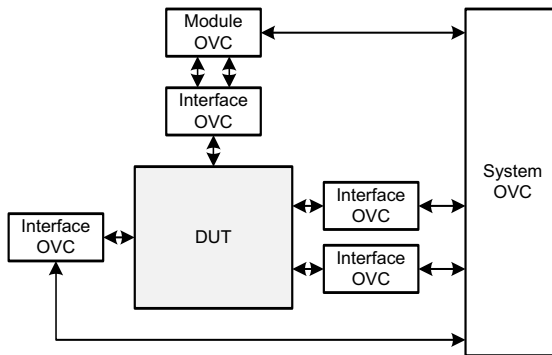 Module
OVC
Interface
OVC
System
OVC
Interface
OVC
Interface
OVC
DUT
Interface
OVC